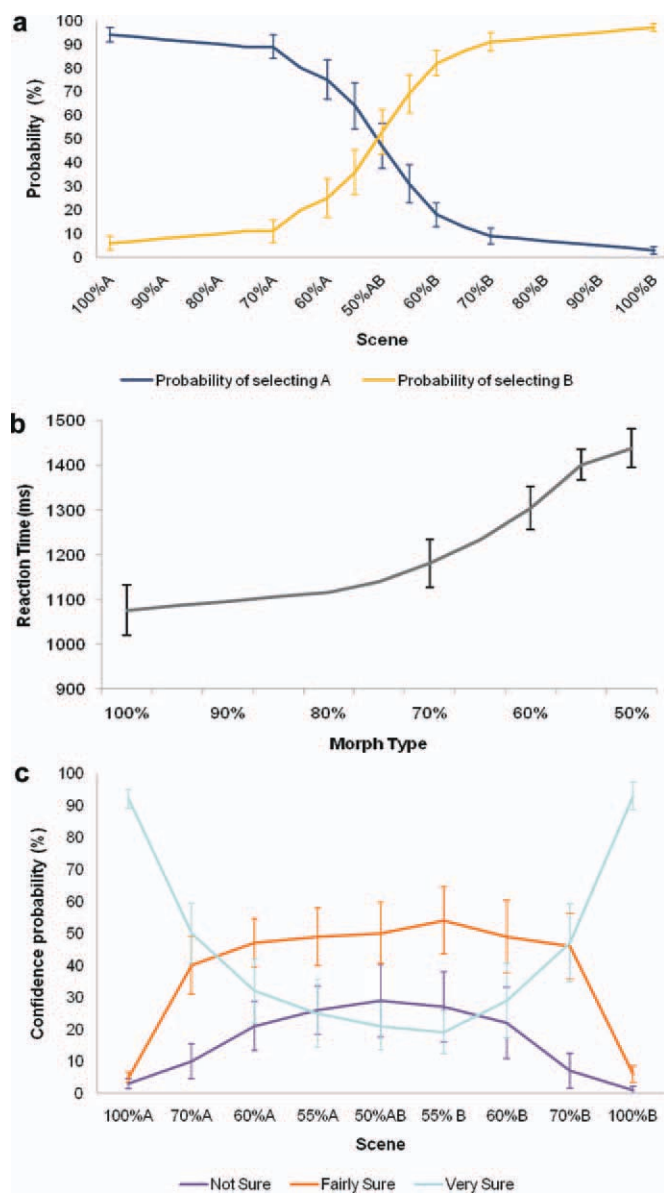 a
100
90
80
70
60
50
40
30
20
10
0
Probability (%)
100%A
90%A
80%A
70%A
60%A
50%AB
60%B
70%B
80%B
90%B
100%B
Scene
Probability of selecting A
Probability of selecting B
b
1500
1400
1300
1200
1100
1000
900
Reaction Time (ms)
100%
90%
80%
70%
60%
50%
Morph Type
c
100
90
80
70
60
50
40
30
20
10
0
Confidence probability (%)
100%A
70%A
60%A
55%A
50%AB
55% B
60%B
70%B
100%B
Scene
Not Sure
Fairly Sure
Very Sure